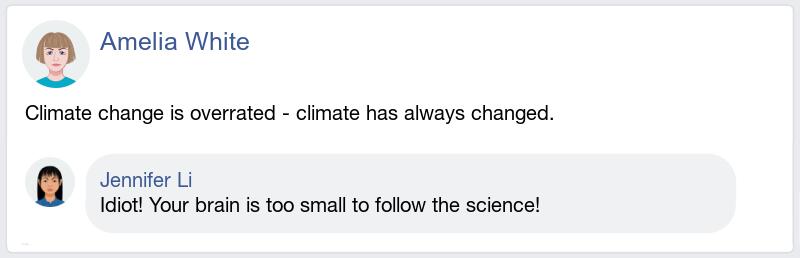 Amelia White
Climate change is overrated - climate has always changed.
Jennifer Li
Idiot! Your brain is too small to follow the science!